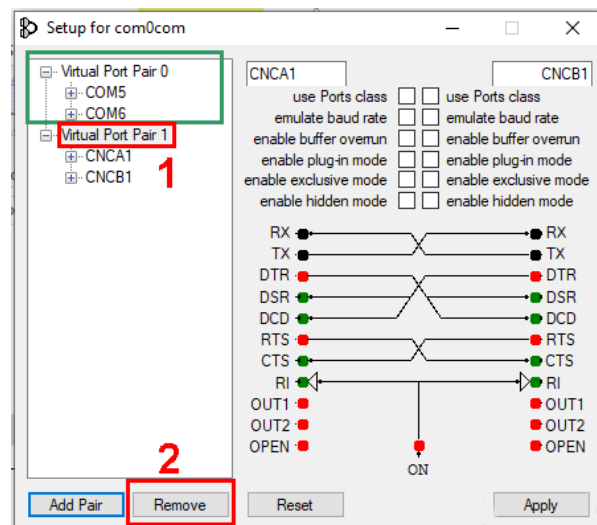 Setup for com0com
Virtual Port Pair 0
COM5
COM6
Virtual Port Pair 1
CNCA1
CNCB1
1
CNCA1 CNCB1
use Ports class use Ports class
emulate baud rate emulate baud rate
enable buffer overrun enable buffer overrun
enable plug-in mode enable plug-in mode
enable exclusive mode enable exclusive mode
enable hidden mode enable hidden mode
RX RX
TX TX
DTR DTR
DSR DSR
DCD DCD
RTS RTS
CTS CTS
RI RI
OUT1 OUT1
OUT2 OUT2
OPEN OPEN
ON
2
Add Pair Remove Reset Apply